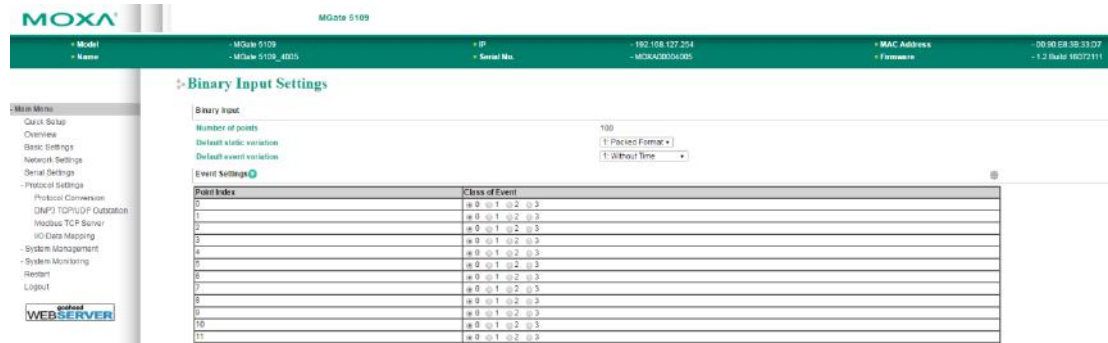 MOXA
MGate 5109
Model - MGate 5109 IP - 192.168.127.254 MAC Address - 00:90:E8:3B:33:D7
Name - MGate 5109_4005 Serial No. - MOXA00004005 Firmware - 1.2 Build 16072111
Binary Input Settings
- Main Menu
Quick Setup
Overview
Basic Settings
Network Settings
Serial Settings
- Protocol Settings
Protocol Conversion
DNP3 TCP/UDP Outstation
Modbus TCP Server
I/O Data Mapping
- System Management
- System Monitoring
Restart
Logout
goahead
WEBSERVER
Binary Input
Number of points 100
Default static variation 1: Packed Format
Default event variation 1: Without Time
Event Settings
Point Index Class of Event
0 0 1 2 3
1 0 1 2 3
2 0 1 2 3
3 0 1 2 3
4 0 1 2 3
5 0 1 2 3
6 0 1 2 3
7 0 1 2 3
8 0 1 2 3
9 0 1 2 3
10 0 1 2 3
11 0 1 2 3